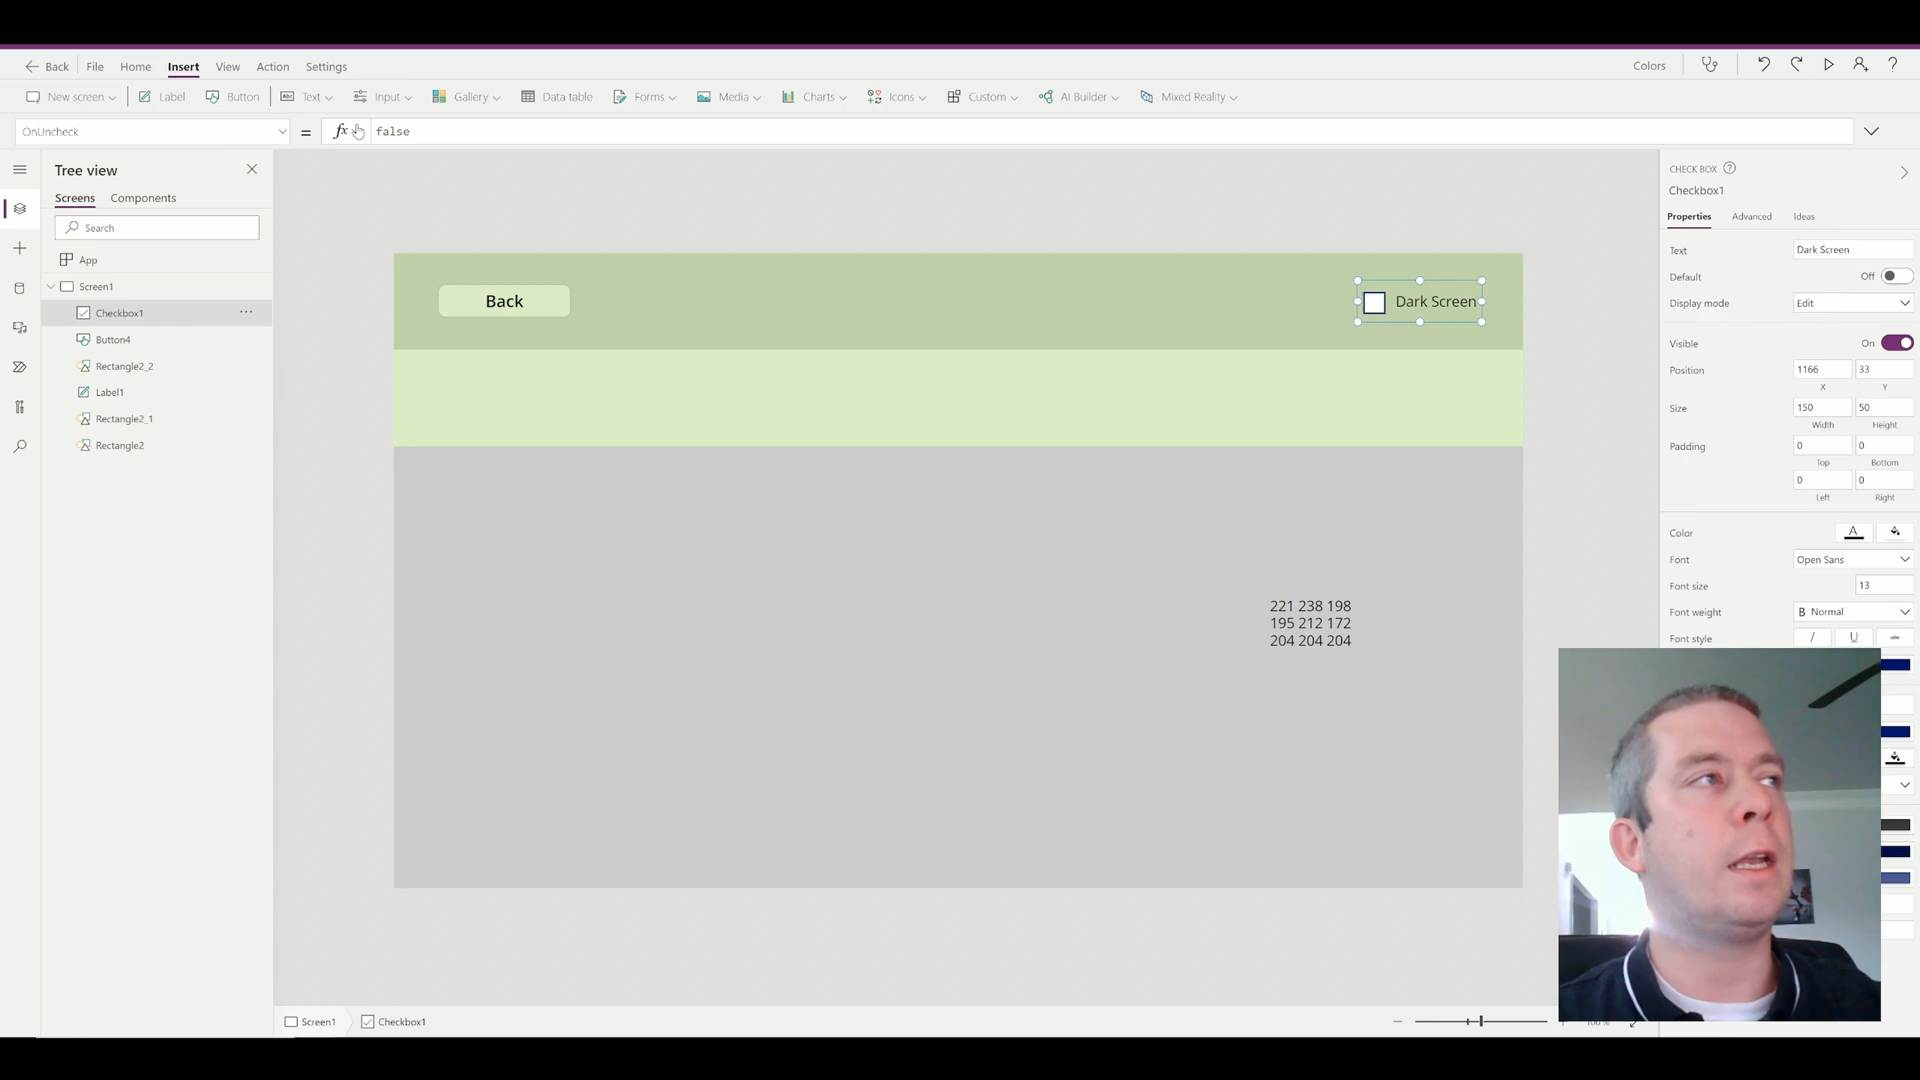 Back File Home Insert View Action Settings Colors
New screen Label Button Text Input Gallery Data table Forms Media Charts Icons Custom AI Builder Mixed Reality
OnUncheck = fx false
Tree view
Screens Components
Search
App
Screen1
Checkbox1 ...
Button4
Rectangle2_2
Label1
Rectangle2_1
Rectangle2
Back
Dark Screen
221 238 198
195 212 172
204 204 204
CHECK BOX
Checkbox1
Properties Advanced Ideas
Text Dark Screen
Default Off
Display mode Edit
Visible On
Position 1166 33
X Y
Size 150 50
Width Height
Padding 0 0
Top Bottom
0 0
Left Right
Color A
Font Open Sans
Font size 13
Font weight B Normal
Font style / U
Screen1 Checkbox1